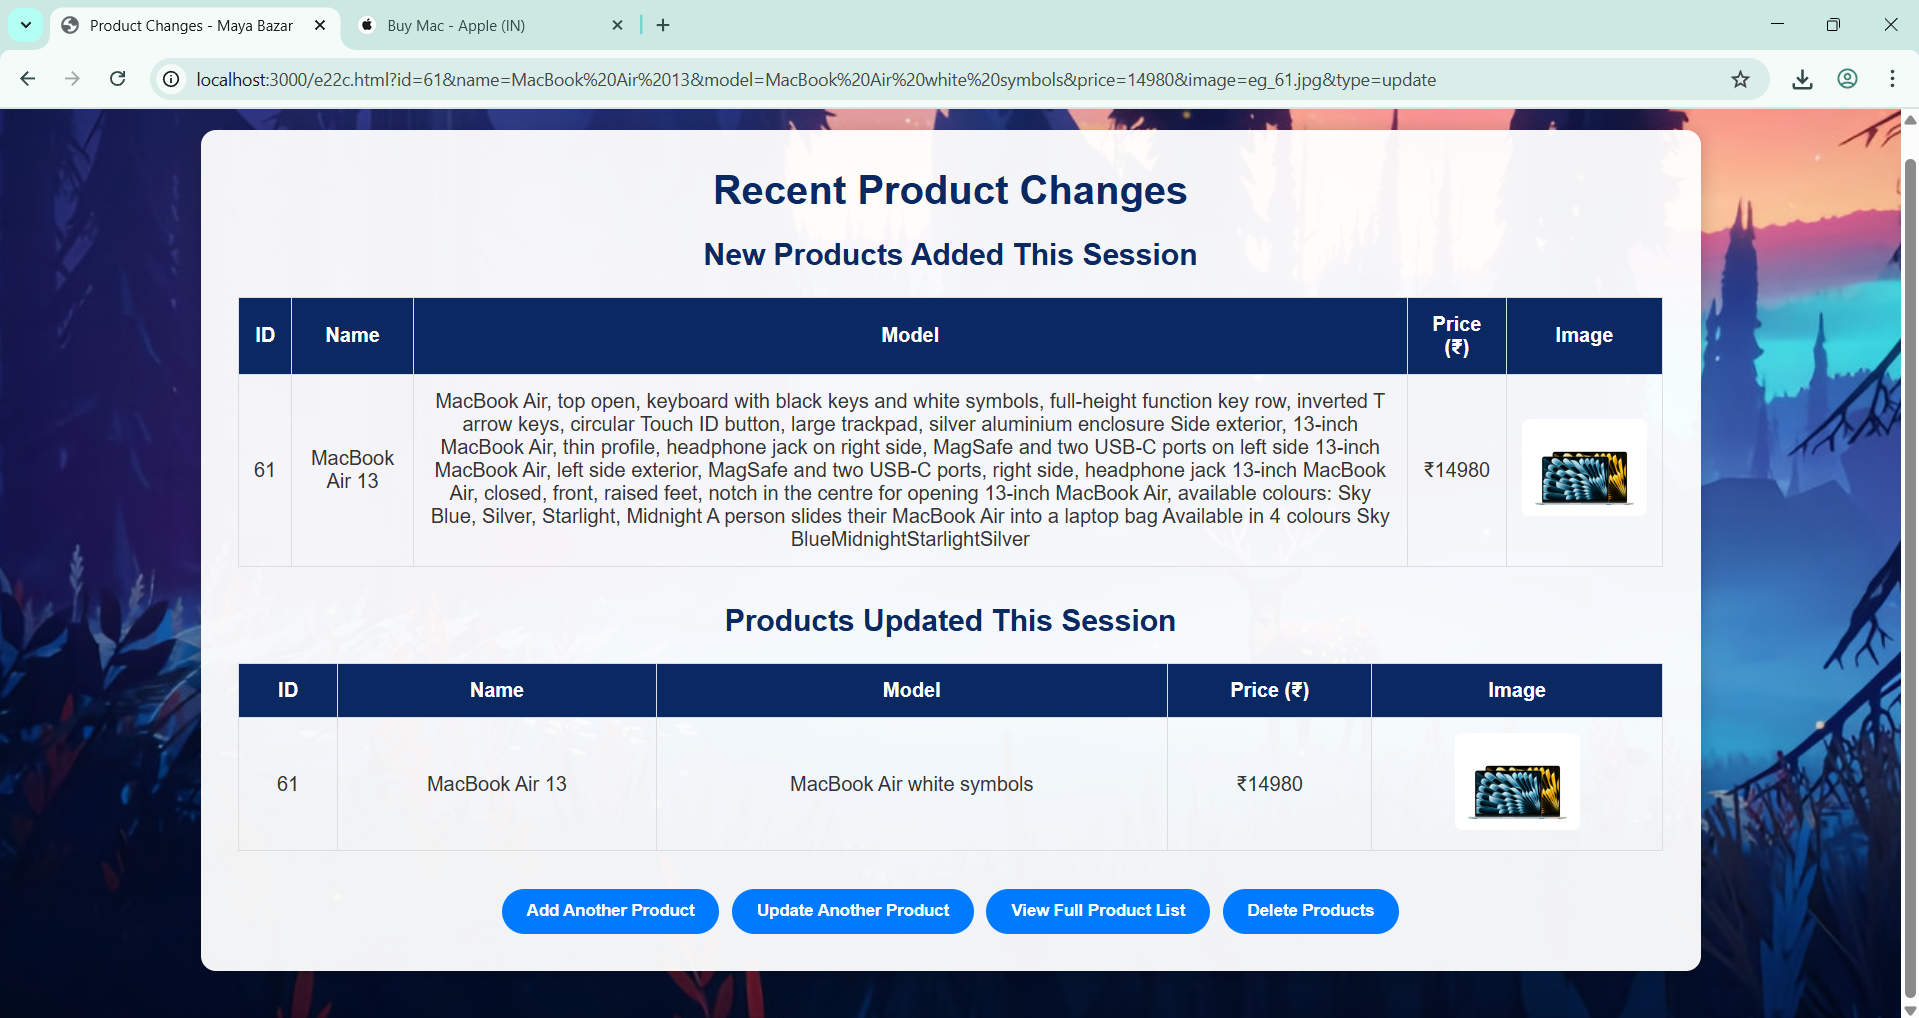 Product Changes - Maya Bazar
Buy Mac - Apple (IN)
localhost:3000/e22c.html?id=61&name=MacBook%20Air%2013&model=MacBook%20Air%20white%20symbols&price=14980&image=eg_61.jpg&type=update
Recent Product Changes
New Products Added This Session
ID Name Model Price (₹) Image
61 MacBook Air 13
MacBook Air, top open, keyboard with black keys and white symbols, full-height function key row, inverted T
arrow keys, circular Touch ID button, large trackpad, silver aluminium enclosure Side exterior, 13-inch
MacBook Air, thin profile, headphone jack on right side, MagSafe and two USB-C ports on left side 13-inch
MacBook Air, left side exterior, MagSafe and two USB-C ports, right side, headphone jack 13-inch MacBook
Air, closed, front, raised feet, notch in the centre for opening 13-inch MacBook Air, available colours: Sky
Blue, Silver, Starlight, Midnight A person slides their MacBook Air into a laptop bag Available in 4 colours Sky
BlueMidnightStarlightSilver
₹14980
Products Updated This Session
ID Name Model Price (₹) Image
61 MacBook Air 13 MacBook Air white symbols ₹14980
Add Another Product Update Another Product View Full Product List Delete Products